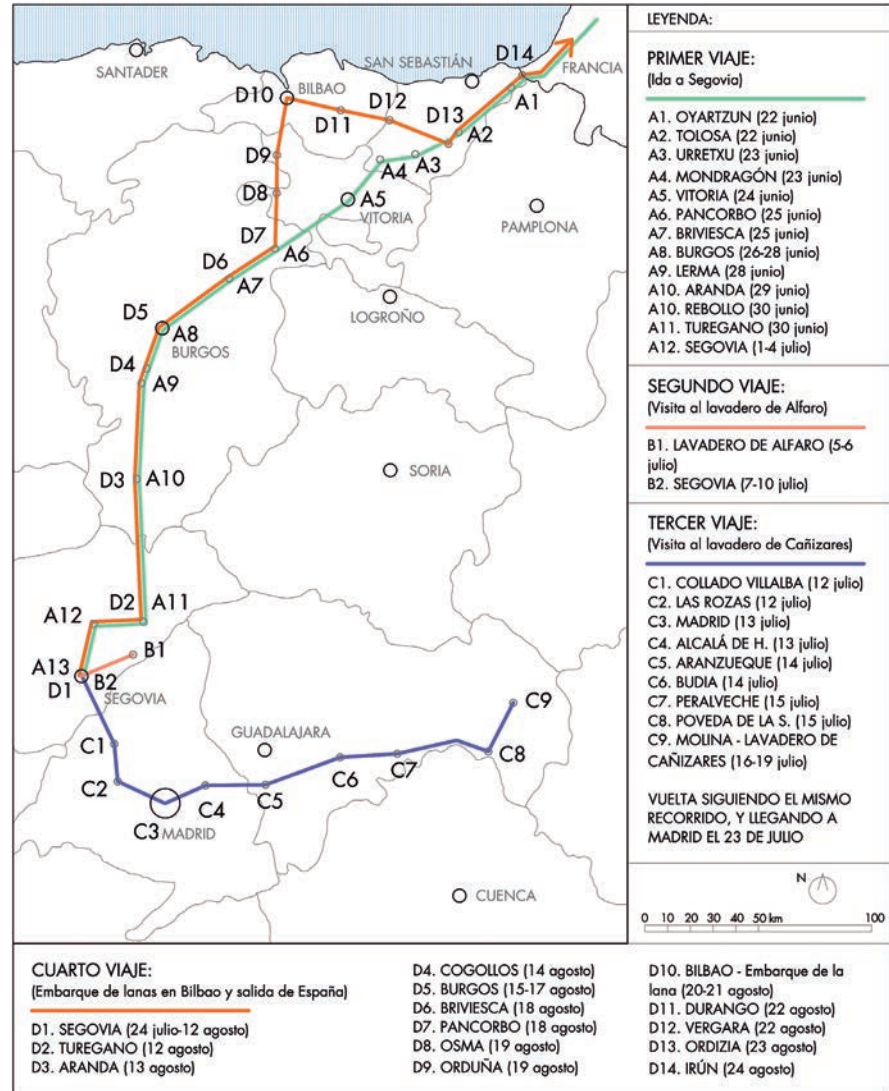 SANTADER
SAN SEBASTIÁN
D14
FRANCIA
D10
BILBAO
D12
D11
D13
A1
A2
D9
A4
A3
D8
A5
VITORIA
PAMPLONA
D7
A6
D6
A7
LOGROÑO
D5
A8
BURGOS
D4
A9
SORIA
D3
A10
D2
A11
A12
B1
A13
B2
D1
SEGOVIA
C9
GUADALAJARA
C1
C8
C2
C6
C7
C4
C5
C3
MADRID
CUENCA
LEYENDA:
PRIMER VIAJE:
(Ida a Segovia)
A1. OYARTZUN (22 junio)
A2. TOLOSA (22 junio)
A3. URRETXU (23 junio)
A4. MONDRAGÓN (23 junio)
A5. VITORIA (24 junio)
A6. PANCORBO (25 junio)
A7. BRIVIESCA (25 junio)
A8. BURGOS (26-28 junio)
A9. LERMA (28 junio)
A10. ARANDA (29 junio)
A10. REBOLLO (30 junio)
A11. TUREGANO (30 junio)
A12. SEGOVIA (1-4 julio)
SEGUNDO VIAJE:
(Visita al lavadero de Alfaro)
B1. LAVADERO DE ALFARO (5-6
julio)
B2. SEGOVIA (7-10 julio)
TERCER VIAJE:
(Visita al lavadero de Cañizares)
C1. COLLADO VILLALBA (12 julio)
C2. LAS ROZAS (12 julio)
C3. MADRID (13 julio)
C4. ALCALÁ DE H. (13 julio)
C5. ARANZUEQUE (14 julio)
C6. BUDIA (14 julio)
C7. PERALVECHE (15 julio)
C8. POVEDA DE LA S. (15 julio)
C9. MOLINA - LAVADERO DE
CAÑIZARES (16-19 julio)
VUELTA SIGUIENDO EL MISMO
RECORRIDO, Y LLEGANDO A
MADRID EL 23 DE JULIO
N
0 10 20 30 40 50 km 100
CUARTO VIAJE:
(Embarque de lanas en Bilbao y salida de España)
D1. SEGOVIA (24 julio-12 agosto)
D2. TUREGANO (12 agosto)
D3. ARANDA (13 agosto)
D4. COGOLLOS (14 agosto)
D5. BURGOS (15-17 agosto)
D6. BRIVIESCA (18 agosto)
D7. PANCORBO (18 agosto)
D8. OSMA (19 agosto)
D9. ORDUÑA (19 agosto)
D10. BILBAO - Embarque de la
lana (20-21 agosto)
D11. DURANGO (22 agosto)
D12. VERGARA (22 agosto)
D13. ORDIZIA (23 agosto)
D14. IRÚN (24 agosto)